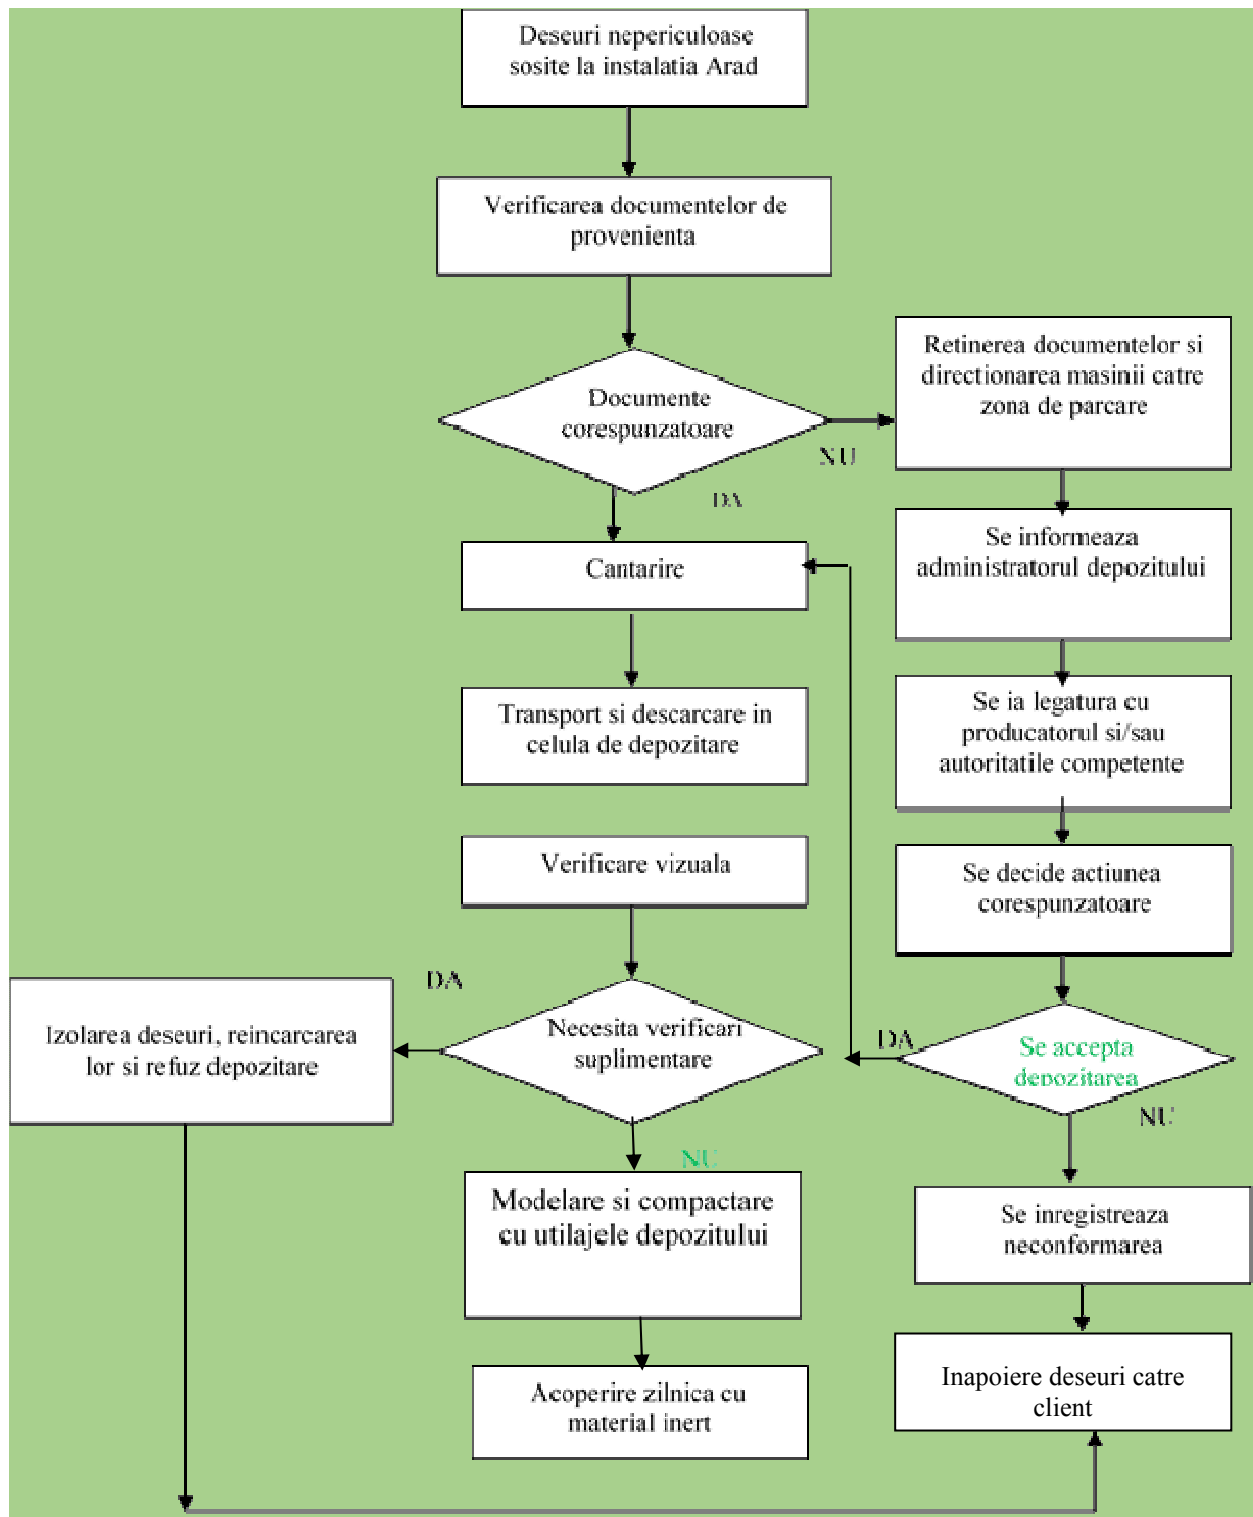 Deseuri nepericuloase
sosite la instalatia Arad
Verificarea documentelor de
provenienta
Documente
corespunzatoare
NU
DA
Retinerea documentelor si
directionarea masinii catre
zona de parcare
Se informeaza
administratorul depozitului
Cantarire
Transport si descarcare in
celula de depozitare
Se ia legatura cu
producatorul si/sau
autoritatile competente
Verificare vizuala
Se decide actiunea
corespunzatoare
DA
Necesita verificari
suplimentare
Izolarea deseuri, reincarcarea
lor si refuz depozitare
DA
Se accepta
depozitarea
NU
NU
Modelare si compactare
cu utilajele depozitului
Se inregistreaza
neconformarea
Acoperire zilnica cu
material inert
Inapoiere deseuri catre
client